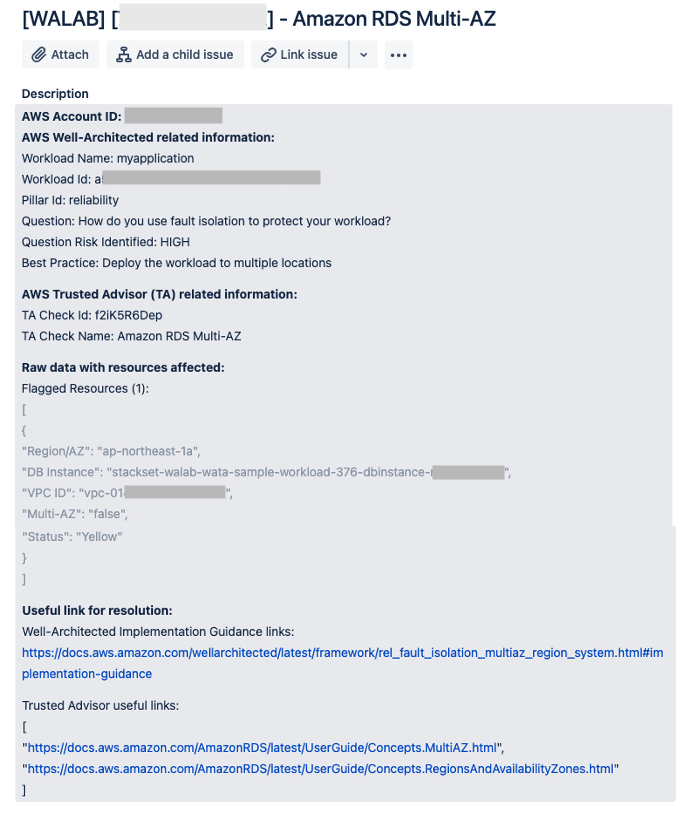 [WALAB] [ ] - Amazon RDS Multi-AZ
Attach Add a child issue Link issue
Description
AWS Account ID:
AWS Well-Architected related information:
Workload Name: myapplication
Workload Id: a
Pillar Id: reliability
Question: How do you use fault isolation to protect your workload?
Question Risk Identified: HIGH
Best Practice: Deploy the workload to multiple locations
AWS Trusted Advisor (TA) related information:
TA Check Id: f2iK5R6Dep
TA Check Name: Amazon RDS Multi-AZ
Raw data with resources affected:
Flagged Resources (1):
[
{
"Region/AZ": "ap-northeast-1a",
"DB Instance": "stackset-walab-wata-sample-workload-376-dbinstance- ",
"VPC ID": "vpc-01 ",
"Multi-AZ": "false",
"Status": "Yellow"
}
]
Useful link for resolution:
Well-Architected Implementation Guidance links:
https://docs.aws.amazon.com/wellarchitected/latest/framework/rel_fault_isolation_multiaz_region_system.html#im
plementation-guidance
Trusted Advisor useful links:
[
"https://docs.aws.amazon.com/AmazonRDS/latest/UserGuide/Concepts.MultiAZ.html",
"https://docs.aws.amazon.com/AmazonRDS/latest/UserGuide/Concepts.RegionsAndAvailabilityZones.html"
]